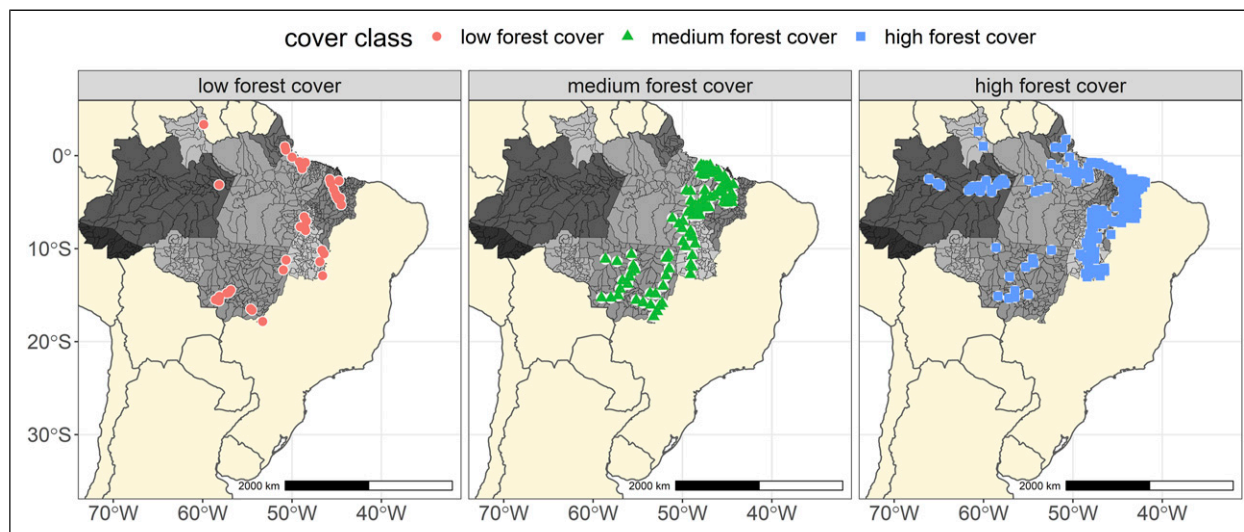 cover class low forest cover medium forest cover high forest cover
low forest cover medium forest cover high forest cover
0°
10°S
20°S
30°S
2000 km 2000 km 2000 km
70°W 60°W 50°W 40°W 70°W 60°W 50°W 40°W 70°W 60°W 50°W 40°W